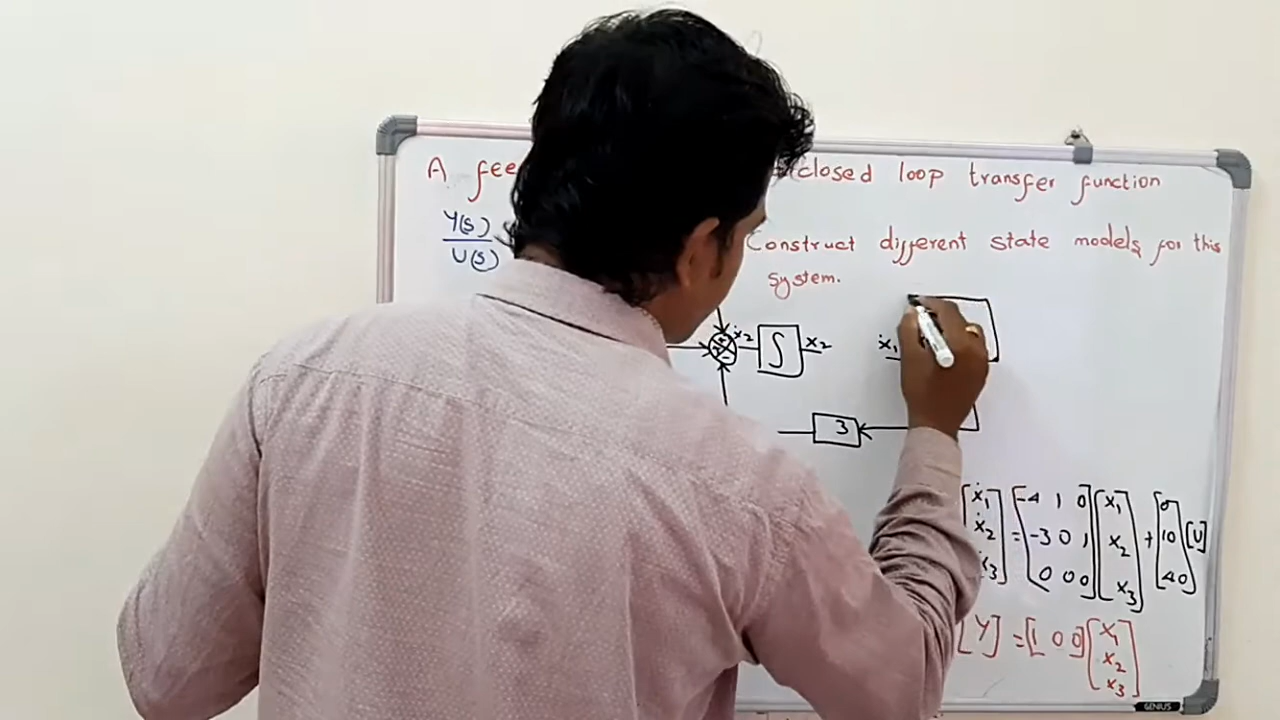 A fee closed loop transfer function
Y(s)
U(s)
Construct different state models for this
system.
ẋ2 ∫ x2 ẋ1
3
[ẋ1 ẋ2 ẋ3] = [-4 1 0 -3 0 1 0 0 0] [x1 x2 x3] + [0 10 40] [U]
[Y] = [1 0 0] [x1 x2 x3]
GENIUS